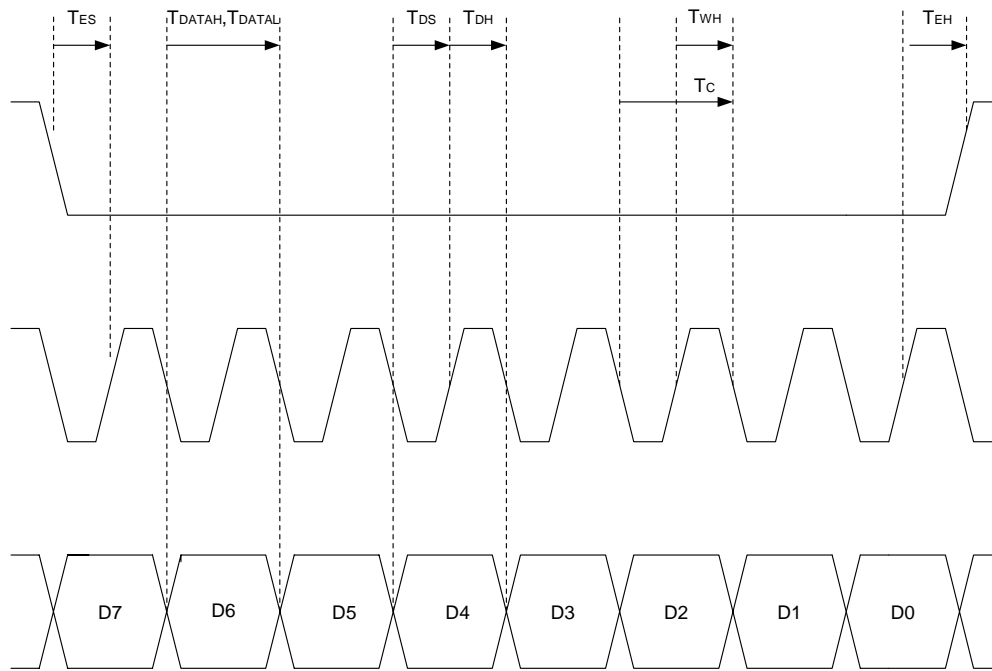 TES
TDATAH,TDATAL
TDS
TDH
TWH
TEH
TC
D7
D6
D5
D4
D3
D2
D1
D0